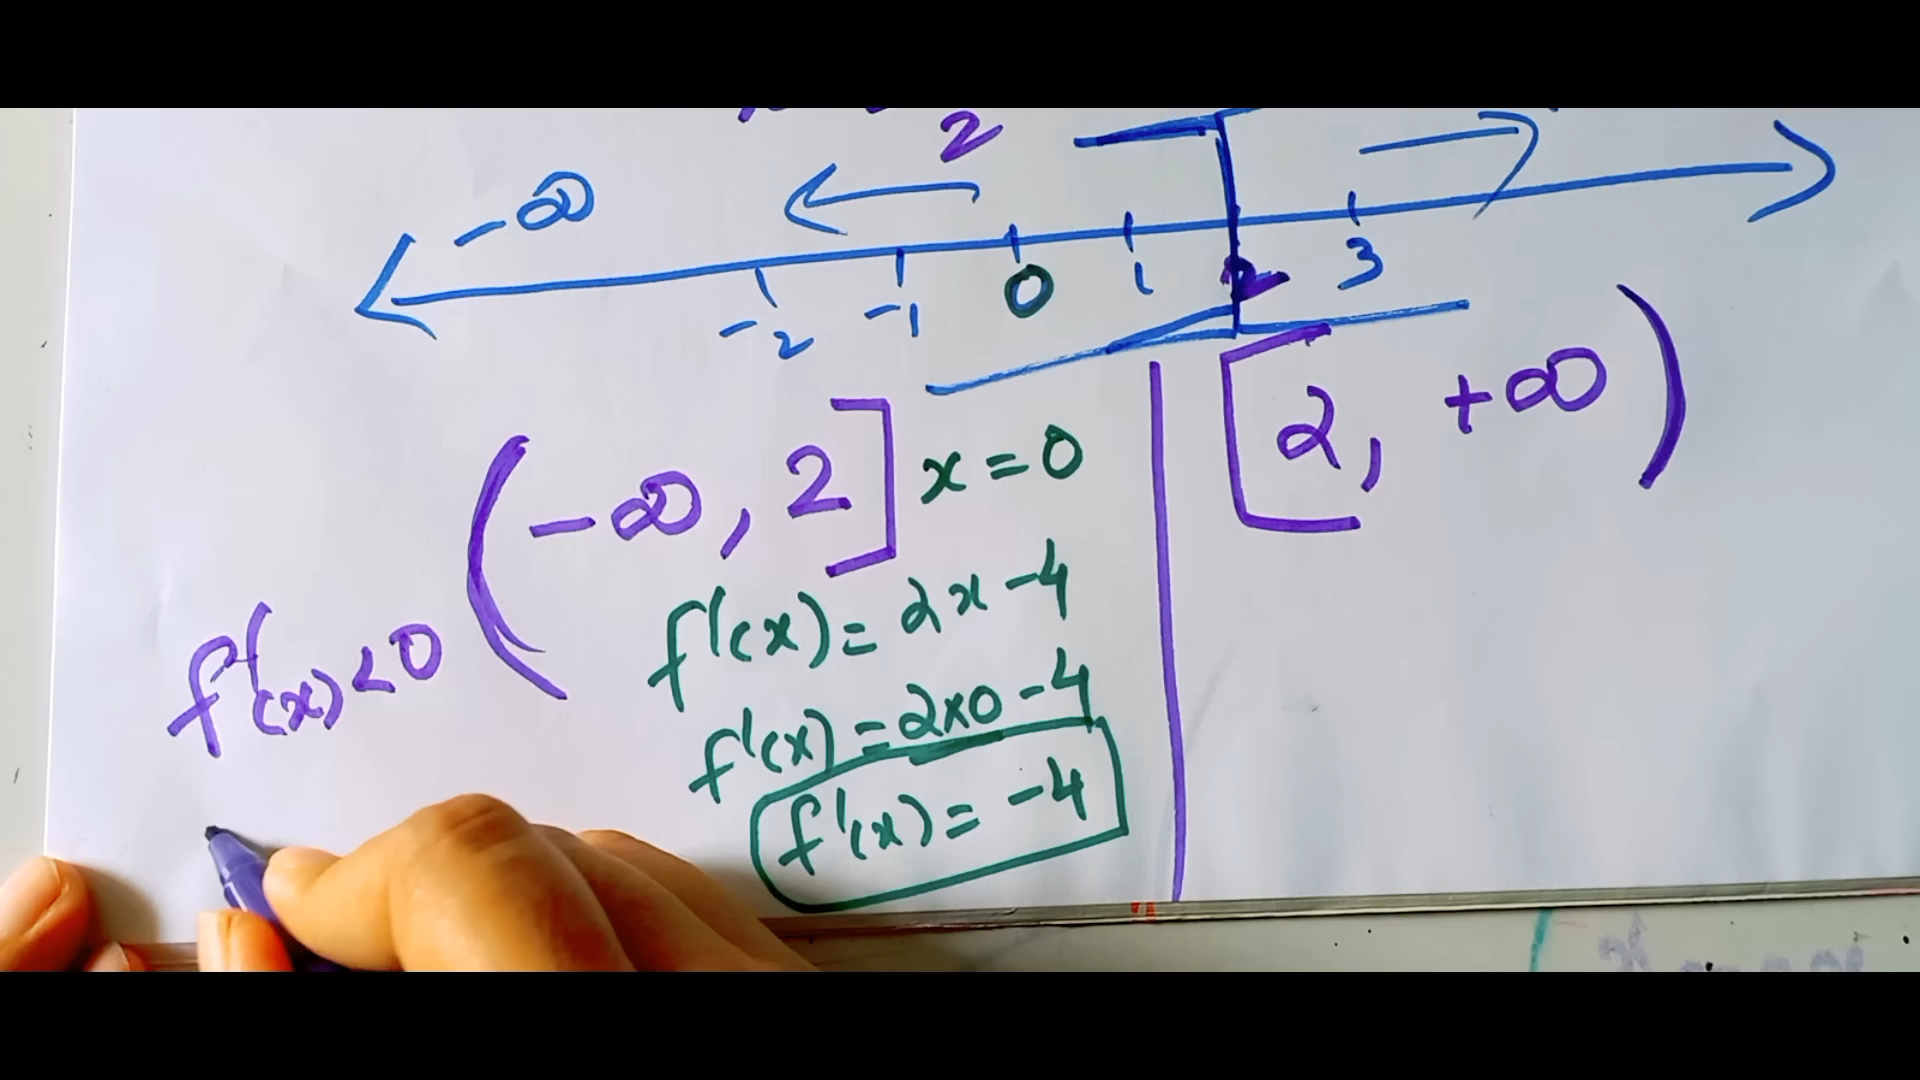 2
-∞
-2 -1 0 1 2 3
(-∞, 2] x = 0
[2, +∞)
f'(x) = 2x - 4
f'(x) < 0
f'(x) = 2x0 - 4
f'(x) = -4